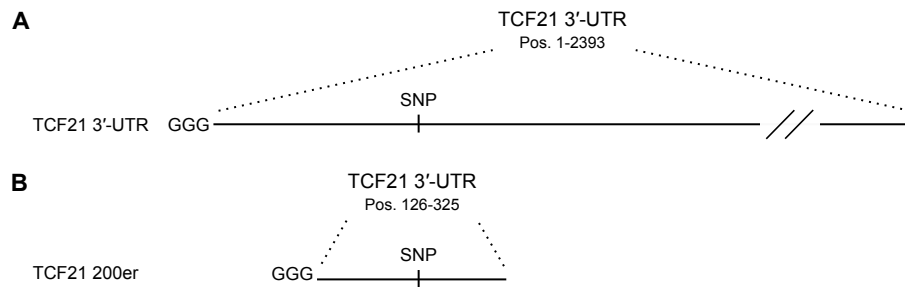 A
TCF21 3′-UTR
Pos. 1-2393
SNP
TCF21 3′-UTR GGG
B
TCF21 3′-UTR
Pos. 126-325
SNP
TCF21 200er GGG